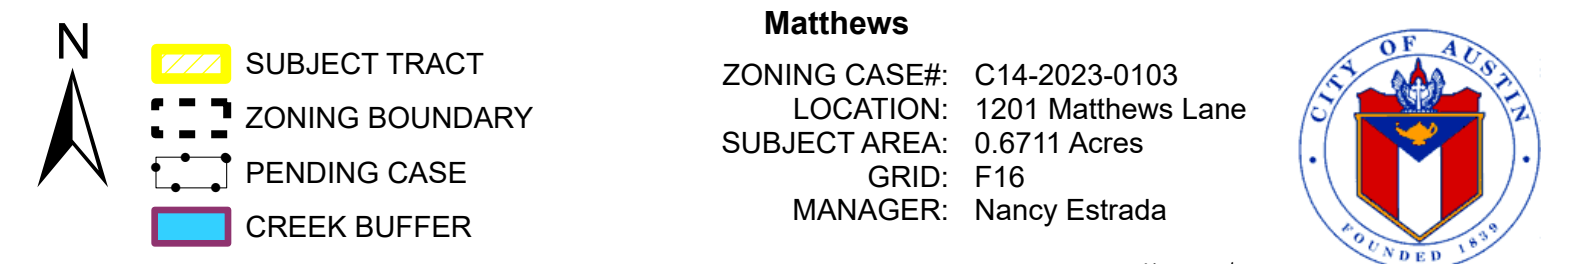 N
SUBJECT TRACT
ZONING BOUNDARY
PENDING CASE
CREEK BUFFER
Matthews
ZONING CASE#: C14-2023-0103
LOCATION: 1201 Matthews Lane
SUBJECT AREA: 0.6711 Acres
GRID: F16
MANAGER: Nancy Estrada
CITY OF AUSTIN
FOUNDED 1839